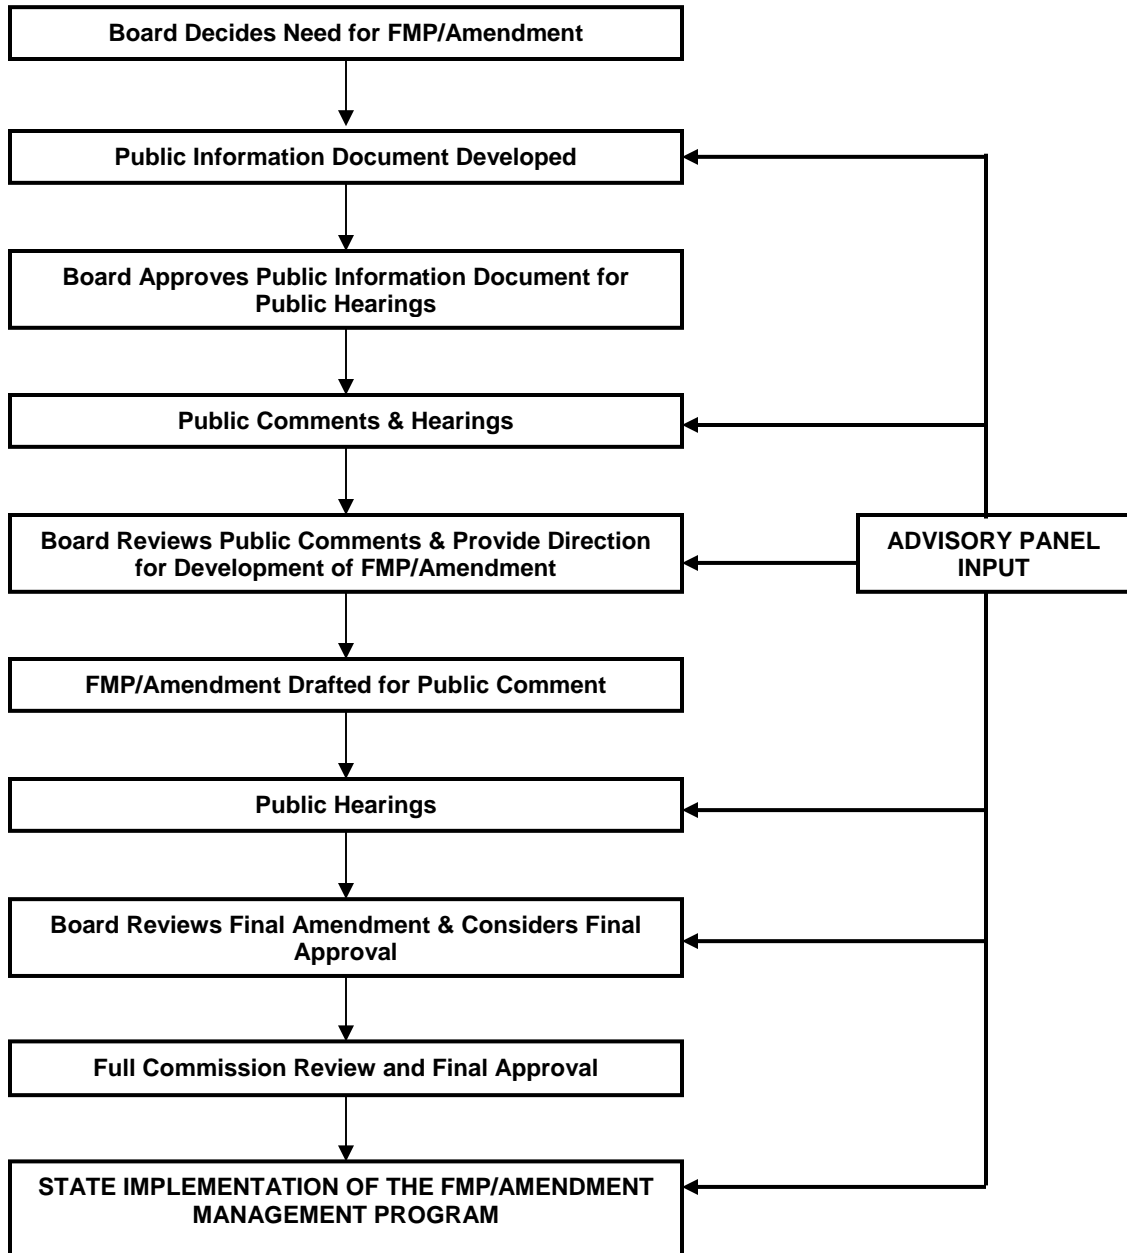 Board Decides Need for FMP/Amendment
Public Information Document Developed
Board Approves Public Information Document for
Public Hearings
Public Comments & Hearings
Board Reviews Public Comments & Provide Direction
for Development of FMP/Amendment
ADVISORY PANEL
INPUT
FMP/Amendment Drafted for Public Comment
Public Hearings
Board Reviews Final Amendment & Considers Final
Approval
Full Commission Review and Final Approval
STATE IMPLEMENTATION OF THE FMP/AMENDMENT
MANAGEMENT PROGRAM